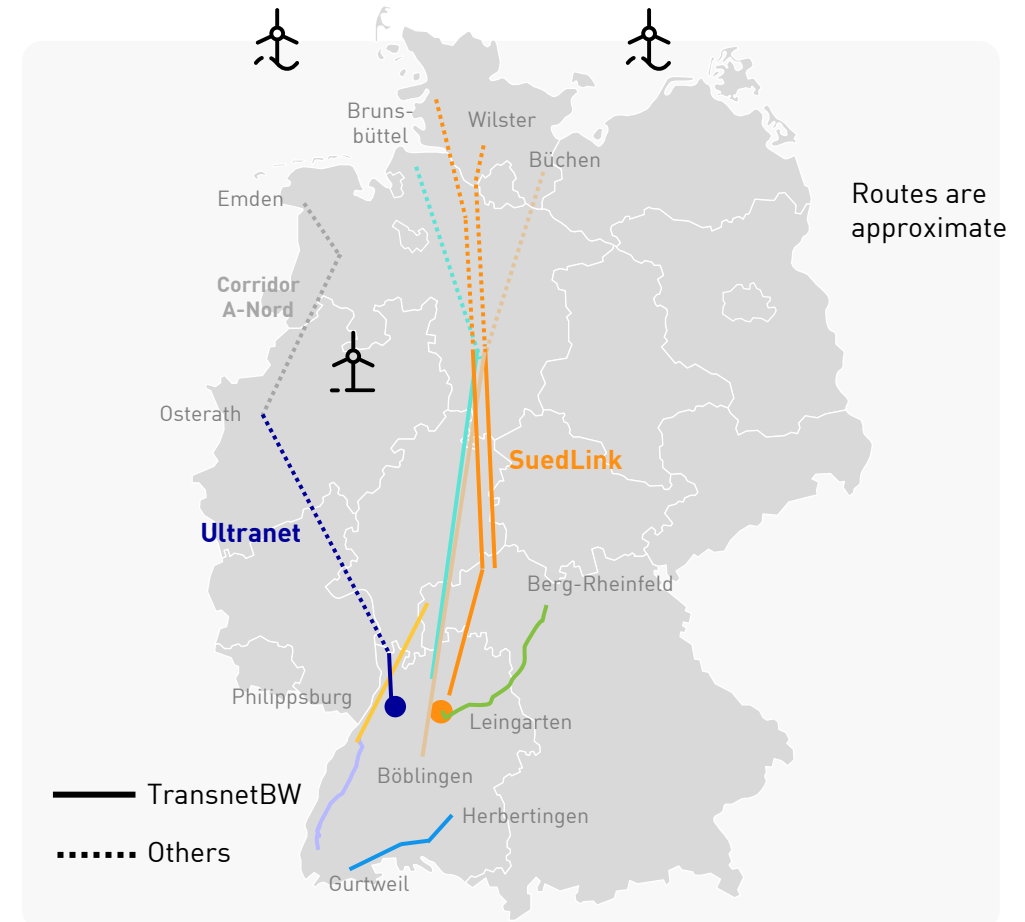 Bruns-
büttel
Wilster
Büchen
Emden
Routes are
approximate
Corridor
A-Nord
Osterath
SuedLink
Ultranet
Berg-Rheinfeld
Philippsburg
Leingarten
Böblingen
TransnetBW
Herbertingen
Others
Gurtweil